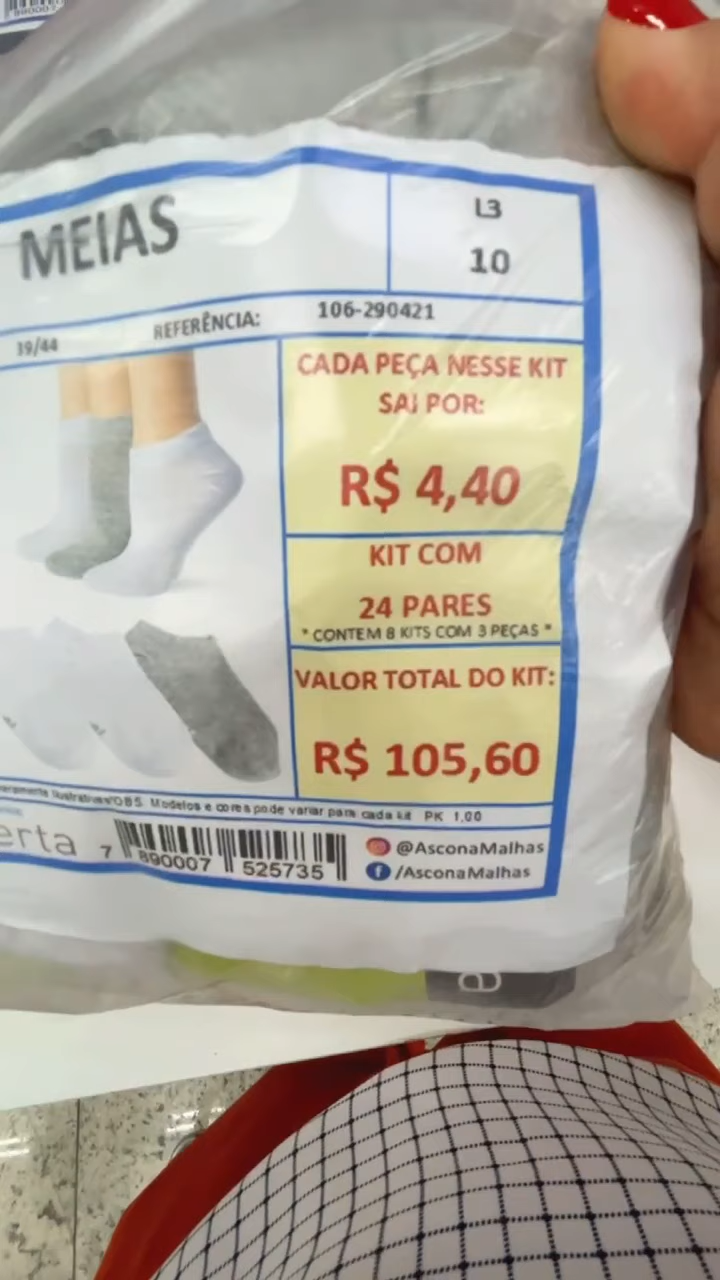 MEIAS
L3
10
39/44 REFERÊNCIA: 106-290421
CADA PEÇA NESSE KIT
SAI POR:
R$ 4,40
KIT COM
24 PARES
* CONTEM 8 KITS COM 3 PEÇAS *
VALOR TOTAL DO KIT:
R$ 105,60
ilustrativas!OBS. Modelos e cores pode variar para cada kit PK 1,00
erta
7 890007 525735
@AsconaMalhas
/AsconaMalhas